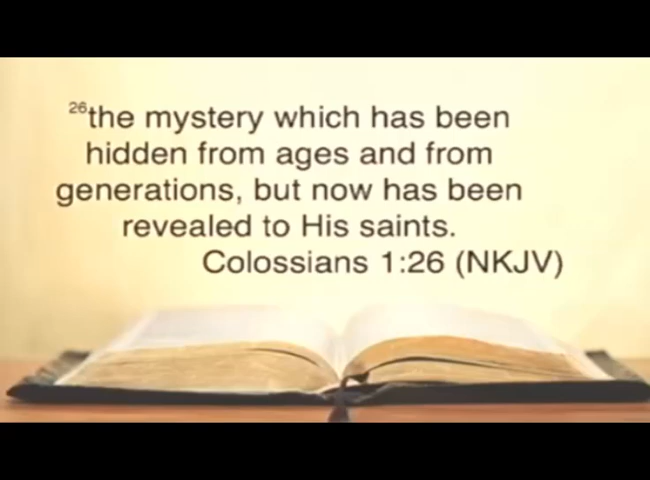 26the mystery which has been
hidden from ages and from
generations, but now has been
revealed to His saints.
Colossians 1:26 (NKJV)